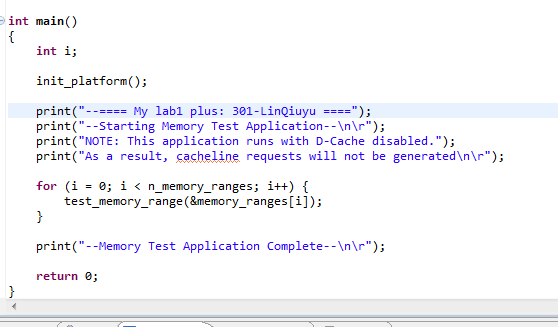 int main()
{
int i;
init_platform();
print("--==== My lab1 plus: 301-LinQiuyu ====");
print("--Starting Memory Test Application--\n\r");
print("NOTE: This application runs with D-Cache disabled.");
print("As a result, cacheline requests will not be generated\n\r");
for (i = 0; i < n_memory_ranges; i++) {
test_memory_range(&memory_ranges[i]);
}
print("--Memory Test Application Complete--\n\r");
return 0;
}